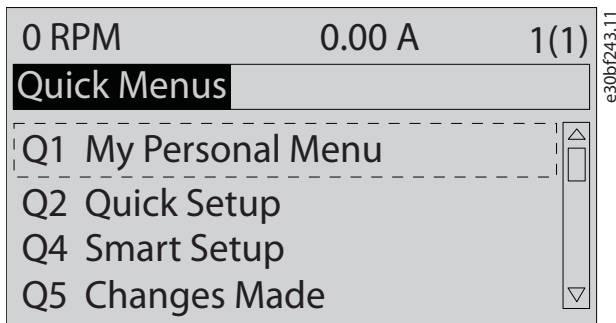 0 RPM 0.00 A 1(1)
Quick Menus
Q1 My Personal Menu
Q2 Quick Setup
Q4 Smart Setup
Q5 Changes Made
e30bf243.11